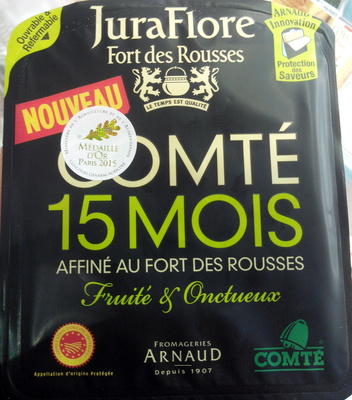 Ouvrable &
Refermable
JuraFlore
Fort des Rousses
LE TEMPS EST QUALITÉ
ARNAUD
Innovation
Protection
des
Saveurs
NOUVEAU
MÉDAILLE
D'OR
PARIS 2015
COMTÉ
15 MOIS
AFFINÉ AU FORT DES ROUSSES
Fruité & Onctueux
Appellation d'origine Protégée
FROMAGERIES
ARNAUD
Depuis 1907
COMTÉ